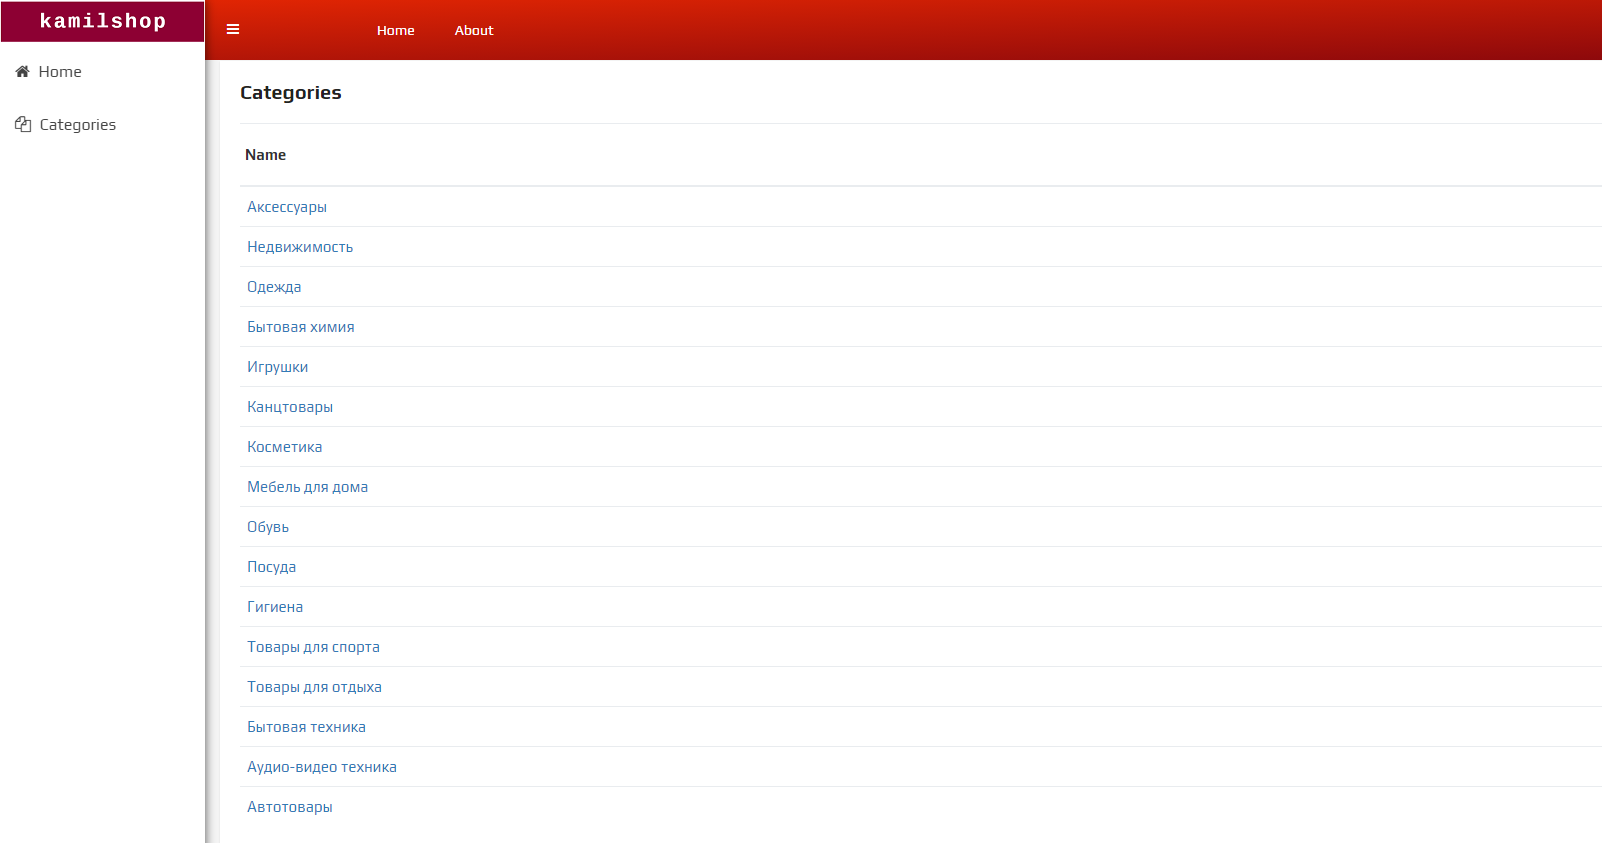 kamilshop
Home
Categories
Home About
Categories
Name
Аксессуары
Недвижимость
Одежда
Бытовая химия
Игрушки
Канцтовары
Косметика
Мебель для дома
Обувь
Посуда
Гигиена
Товары для спорта
Товары для отдыха
Бытовая техника
Аудио-видео техника
Автотовары